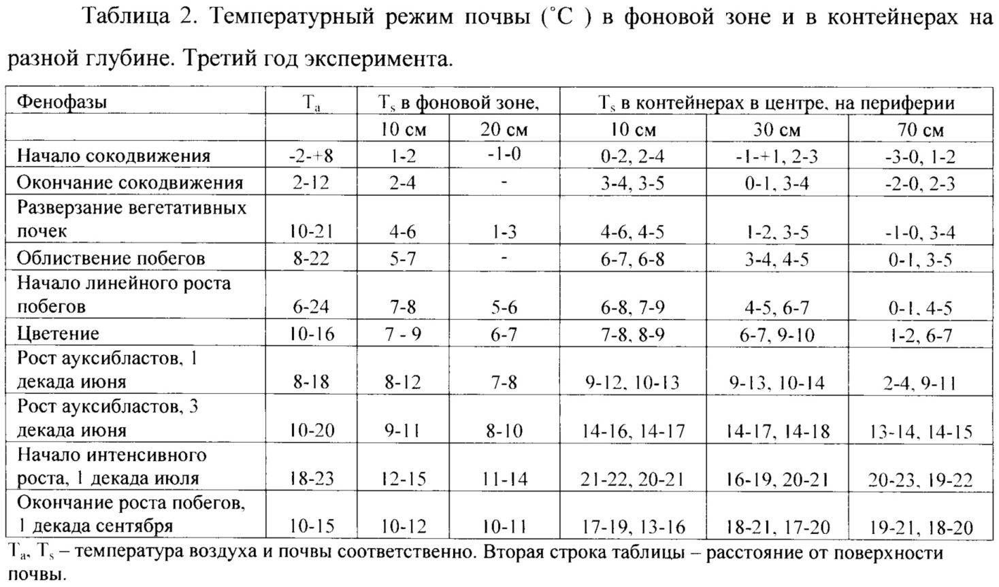 Таблица 2. Температурный режим почвы (°С ) в фоновой зоне и в контейнерах на
разной глубине. Третий год эксперимента.
Фенофазы Tₐ Tₛ в фоновой зоне, Tₛ в контейнерах в центре, на периферии
10 см 20 см 10 см 30 см 70 см
Начало сокодвижения -2-+8 1-2 -1-0 0-2, 2-4 -1-+1, 2-3 -3-0, 1-2
Окончание сокодвижения 2-12 2-4 - 3-4, 3-5 0-1, 3-4 -2-0, 2-3
Разверзание вегетативных
почек 10-21 4-6 1-3 4-6, 4-5 1-2, 3-5 -1-0, 3-4
Облиствение побегов 8-22 5-7 - 6-7, 6-8 3-4, 4-5 0-1, 3-5
Начало линейного роста
побегов 6-24 7-8 5-6 6-8, 7-9 4-5, 6-7 0-1, 4-5
Цветение 10-16 7 - 9 6-7 7-8, 8-9 6-7, 9-10 1-2, 6-7
Рост ауксибластов, 1
декада июня 8-18 8-12 7-8 9-12, 10-13 9-13, 10-14 2-4, 9-11
Рост ауксибластов, 3
декада июня 10-20 9-11 8-10 14-16, 14-17 14-17, 14-18 13-14, 14-15
Начало интенсивного
роста, 1 декада июля 18-23 12-15 11-14 21-22, 20-21 16-19, 20-21 20-23, 19-22
Окончание роста побегов,
1 декада сентября 10-15 10-12 10-11 17-19, 13-16 18-21, 17-20 19-21, 18-20
Tₐ, Tₛ – температура воздуха и почвы соответственно. Вторая строка таблицы – расстояние от поверхности
почвы.